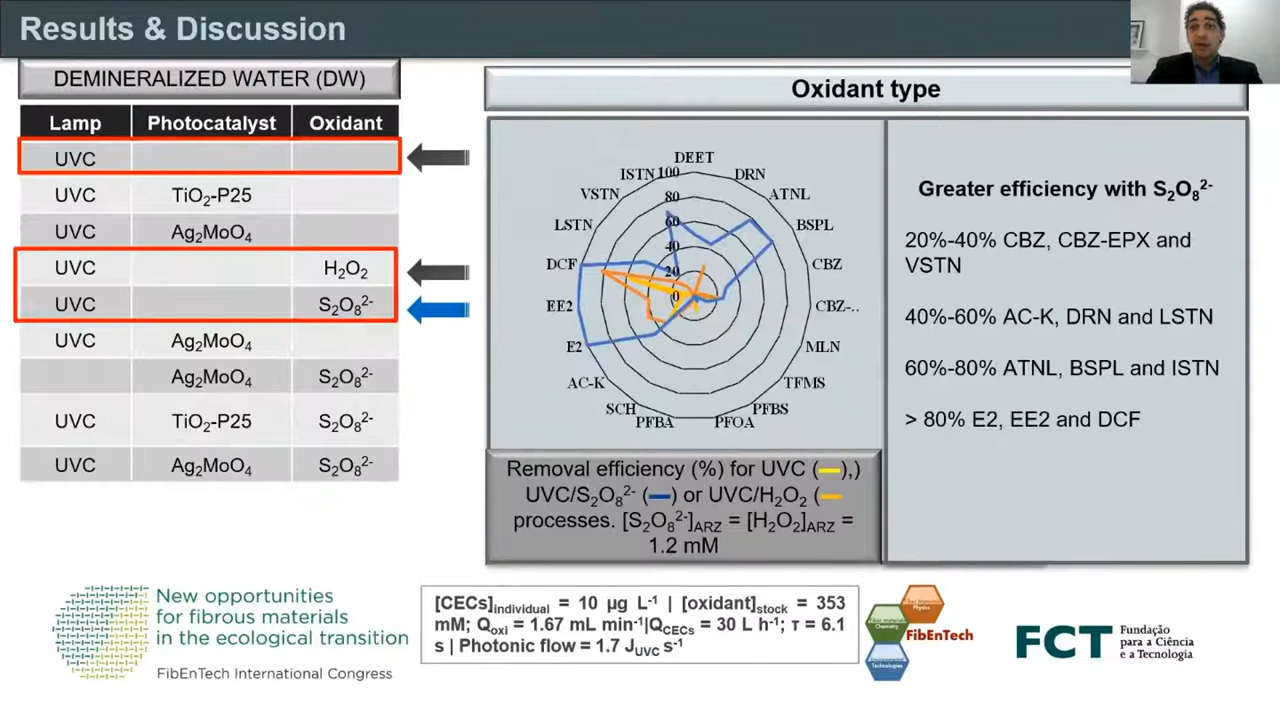 Results & Discussion
DEMINERALIZED WATER (DW)
Lamp Photocatalyst Oxidant
UVC
UVC TiO₂-P25
UVC Ag₂MoO₄
UVC H₂O₂
UVC S₂O₈²⁻
UVC Ag₂MoO₄
Ag₂MoO₄ S₂O₈²⁻
UVC TiO₂-P25 S₂O₈²⁻
UVC Ag₂MoO₄ S₂O₈²⁻
Oxidant type
DEET
DRN
ATNL
BSPL
CBZ
CBZ-..
MLN
TFMS
PFBS
PFOA
PFBA
SCH
AC-K
E2
EE2
DCF
LSTN
VSTN
ISTN
100
80
60
40
20
0
Removal efficiency (%) for UVC (—),)
UVC/S₂O₈²⁻ (—) or UVC/H₂O₂ (—
processes. [S₂O₈²⁻]ARZ = [H₂O₂]ARZ =
1.2 mM
Greater efficiency with S₂O₈²⁻
20%-40% CBZ, CBZ-EPX and
VSTN
40%-60% AC-K, DRN and LSTN
60%-80% ATNL, BSPL and ISTN
> 80% E2, EE2 and DCF
New opportunities
for fibrous materials
in the ecological transition
FibEnTech International Congress
[CECs]individual = 10 µg L⁻¹ | [oxidant]stock = 353
mM; Qoxi = 1.67 mL min⁻¹|QCECs = 30 L h⁻¹; τ = 6.1
s | Photonic flow = 1.7 JUVC s⁻¹
Fiber Materials
Physics
Fiber materials
Chemistry
FibEnTech
Technologies
FCT
Fundação
para a Ciência
e a Tecnologia